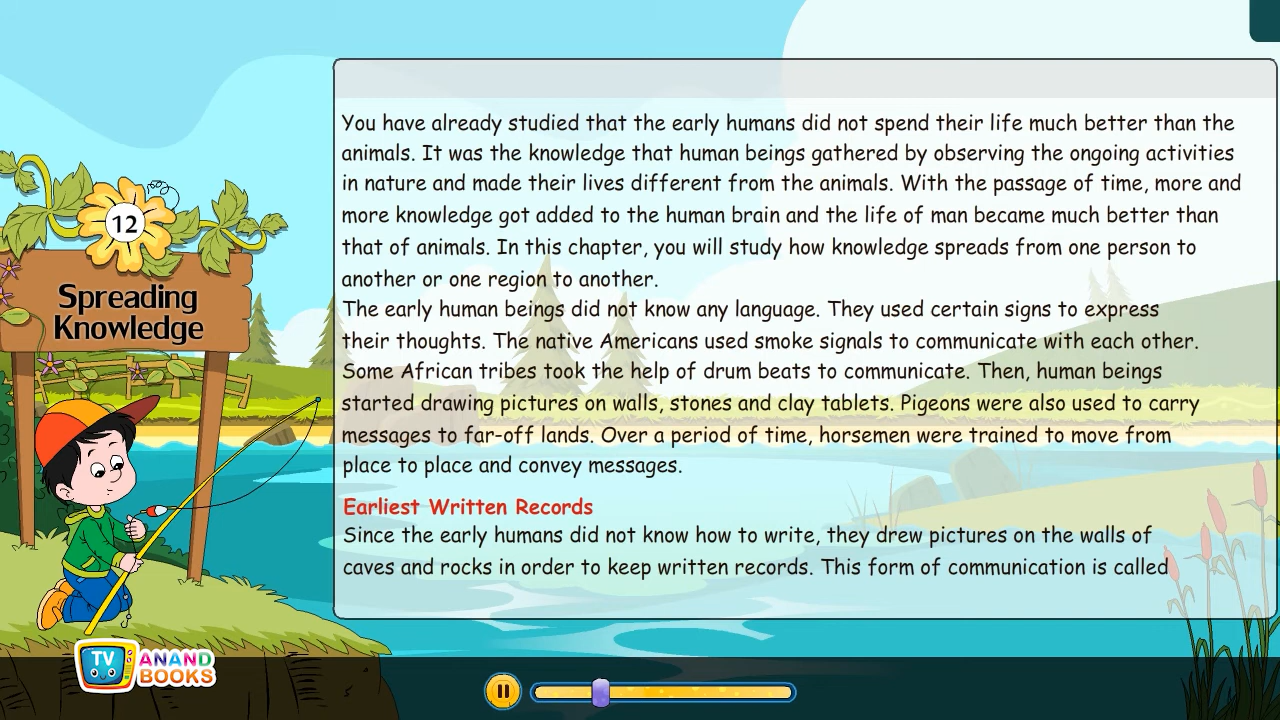 12
Spreading
Knowledge
You have already studied that the early humans did not spend their life much better than the
animals. It was the knowledge that human beings gathered by observing the ongoing activities
in nature and made their lives different from the animals. With the passage of time, more and
more knowledge got added to the human brain and the life of man became much better than
that of animals. In this chapter, you will study how knowledge spreads from one person to
another or one region to another.
The early human beings did not know any language. They used certain signs to express
their thoughts. The native Americans used smoke signals to communicate with each other.
Some African tribes took the help of drum beats to communicate. Then, human beings
started drawing pictures on walls, stones and clay tablets. Pigeons were also used to carry
messages to far-off lands. Over a period of time, horsemen were trained to move from
place to place and convey messages.
Earliest Written Records
Since the early humans did not know how to write, they drew pictures on the walls of
caves and rocks in order to keep written records. This form of communication is called
TV
ANAND
BOOKS